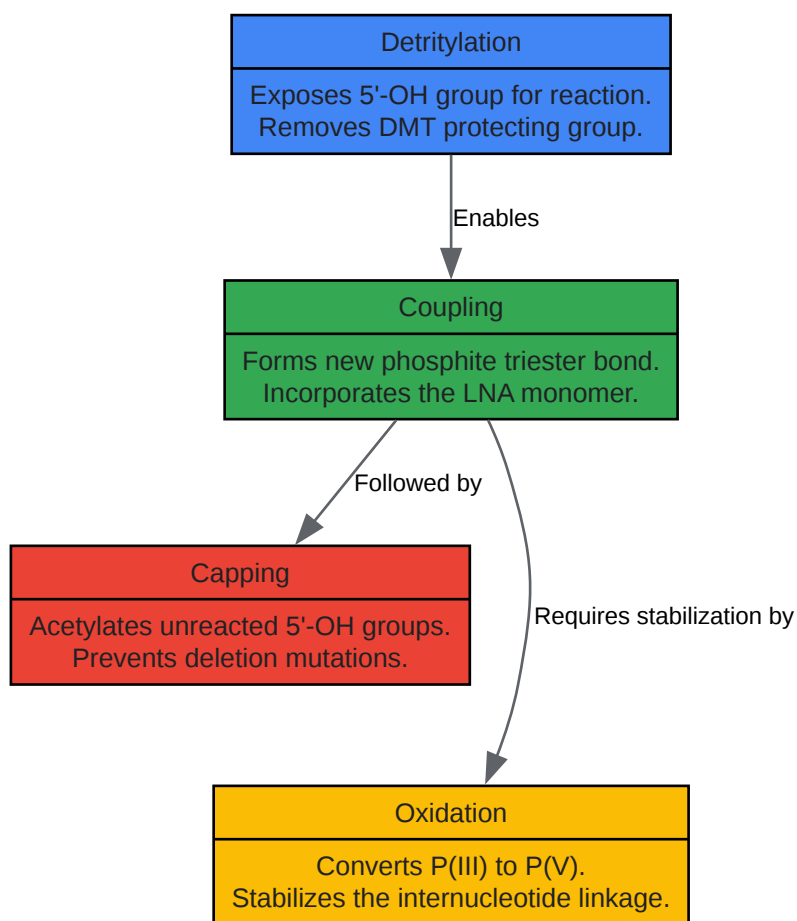 Detritylation
Exposes 5'-OH group for reaction.
Removes DMT protecting group.
Enables
Coupling
Forms new phosphite triester bond.
Incorporates the LNA monomer.
Followed by
Capping
Acetylates unreacted 5'-OH groups.
Prevents deletion mutations.
Requires stabilization by
Oxidation
Converts P(III) to P(V).
Stabilizes the internucleotide linkage.